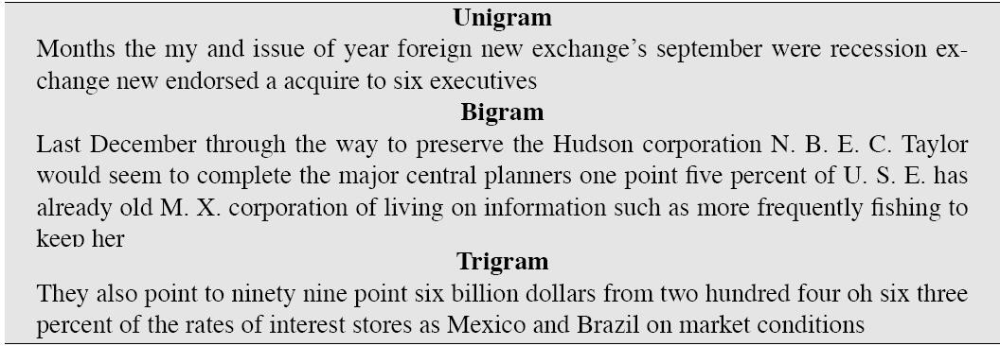 Unigram
Months the my and issue of year foreign new exchange’s september were recession ex-
change new endorsed a acquire to six executives
Bigram
Last December through the way to preserve the Hudson corporation N. B. E. C. Taylor
would seem to complete the major central planners one point five percent of U. S. E. has
already old M. X. corporation of living on information such as more frequently fishing to
keep her
Trigram
They also point to ninety nine point six billion dollars from two hundred four oh six three
percent of the rates of interest stores as Mexico and Brazil on market conditions